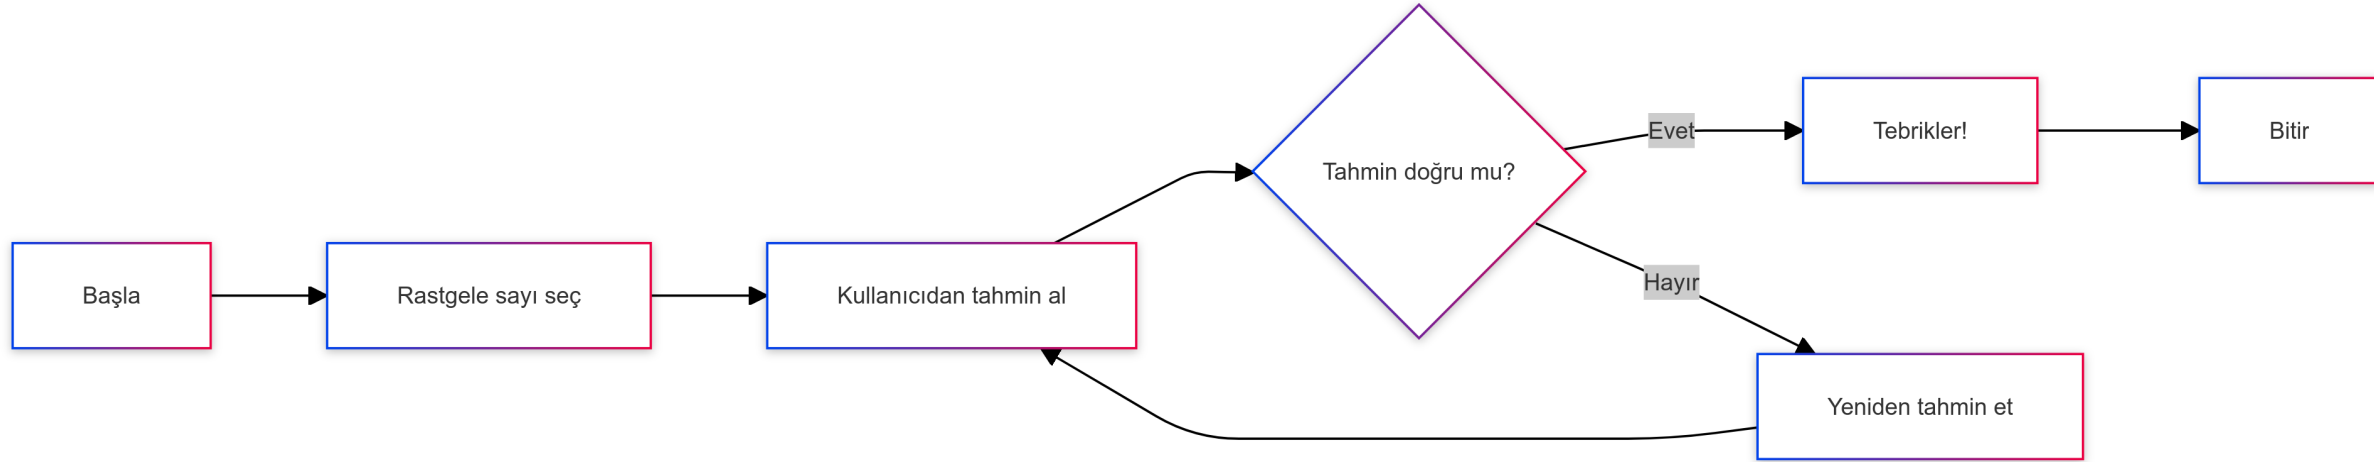 Başla
Rastgele sayı seç
Kullanıcıdan tahmin al
Tahmin doğru mu?
Evet
Tebrikler!
Bitir
Hayır
Yeniden tahmin et